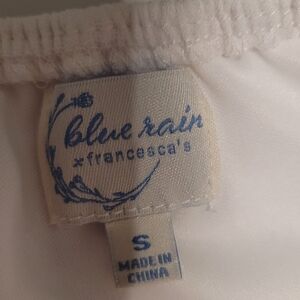 blue rain
x francesca's
S
MADE IN
CHINA